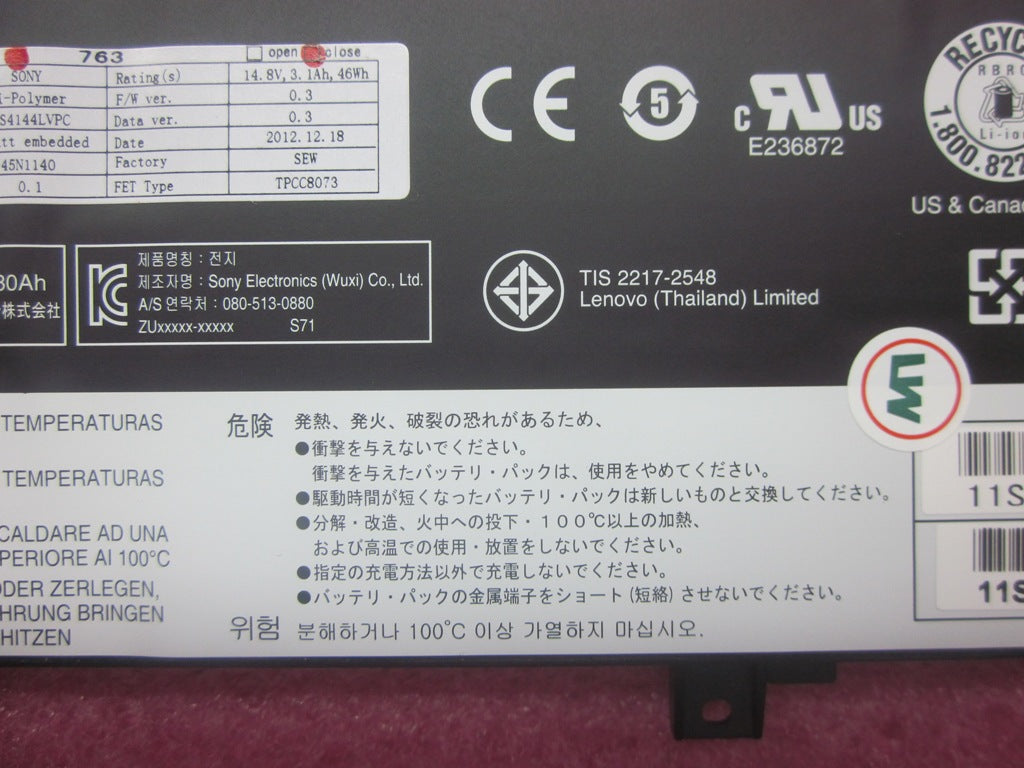 763 open close
SONY Rating(s) 14.8V, 3.1Ah, 46Wh
i-Polymer F/W ver. 0.3
S4144LVPC Data ver. 0.3
tt embedded Date 2012.12.18
45N1140 Factory SEW
0.1 FET Type TPCC8073
CE
5
c RU US
E236872
RECYC
RBRC
Li-ion
1.800.822
US & Cana
30Ah
株式会社
제품명칭 : 전지
제조자명 : Sony Electronics (Wuxi) Co., Ltd.
A/S 연락처 : 080-513-0880
ZUxxxxx-xxxxx S71
TIS 2217-2548
Lenovo (Thailand) Limited
TEMPERATURAS
TEMPERATURAS
CALDARE AD UNA
PERIORE AI 100°C
ODER ZERLEGEN,
HRUNG BRINGEN
HITZEN
危険 発熱、発火、破裂の恐れがあるため、
●衝撃を与えないでください。
衝撃を与えたバッテリ・パックは、使用をやめてください。
●駆動時間が短くなったバッテリ・パックは新しいものと交換してください。
●分解・改造、火中への投下・100℃以上の加熱、
および高温での使用・放置をしないでください。
●指定の充電方法以外で充電しないでください。
●バッテリ・パックの金属端子をショート (短絡) させないでください。
위험 분해하거나 100°C 이상 가열하지 마십시오.
11S
11S